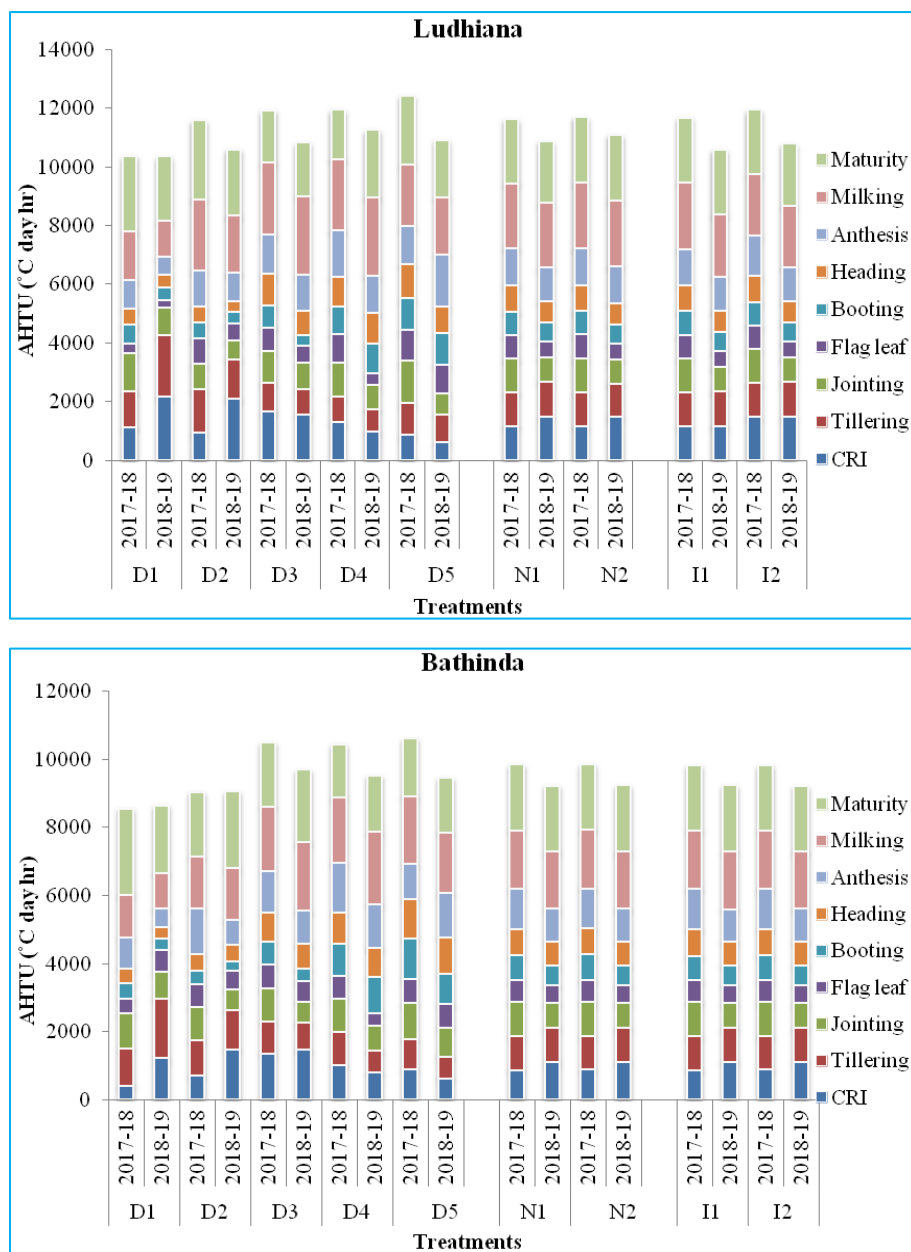 Ludhiana
14000
12000
10000
8000
6000
4000
2000
0
AHTU (°C day hr)
Maturity
Milking
Anthesis
Heading
Booting
Flag leaf
Jointing
Tillering
CRI
2017-18 2018-19 2017-18 2018-19 2017-18 2018-19 2017-18 2018-19 2017-18 2018-19 2017-18 2018-19 2017-18 2018-19 2017-18 2018-19 2017-18 2018-19
D1 D2 D3 D4 D5 N1 N2 I1 I2
Treatments
Bathinda
12000
10000
8000
6000
4000
2000
0
AHTU (°C day hr)
Maturity
Milking
Anthesis
Heading
Booting
Flag leaf
Jointing
Tillering
CRI
2017-18 2018-19 2017-18 2018-19 2017-18 2018-19 2017-18 2018-19 2017-18 2018-19 2017-18 2018-19 2017-18 2018-19 2017-18 2018-19 2017-18 2018-19
D1 D2 D3 D4 D5 N1 N2 I1 I2
Treatments